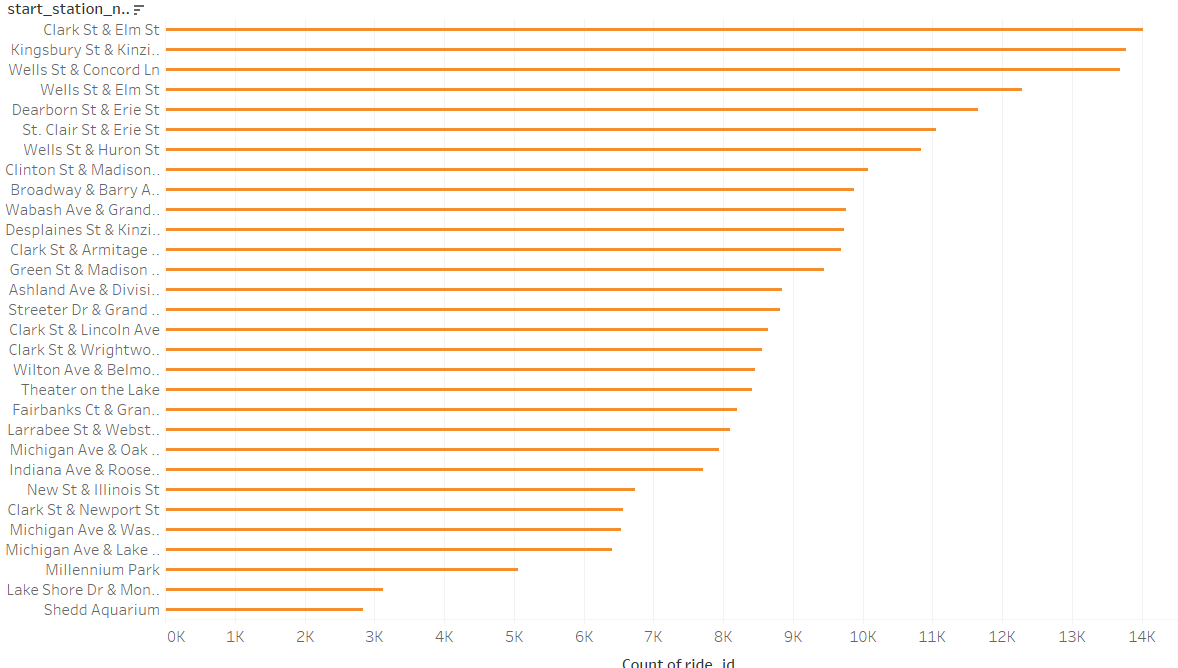 start_station_n..
Clark St & Elm St
Kingsbury St & Kinzi..
Wells St & Concord Ln
Wells St & Elm St
Dearborn St & Erie St
St. Clair St & Erie St
Wells St & Huron St
Clinton St & Madison..
Broadway & Barry A..
Wabash Ave & Grand..
Desplaines St & Kinzi..
Clark St & Armitage ..
Green St & Madison ..
Ashland Ave & Divisi..
Streeter Dr & Grand ..
Clark St & Lincoln Ave
Clark St & Wrightwo..
Wilton Ave & Belmo..
Theater on the Lake
Fairbanks Ct & Gran..
Larrabee St & Webst..
Michigan Ave & Oak ..
Indiana Ave & Roose..
New St & Illinois St
Clark St & Newport St
Michigan Ave & Was..
Michigan Ave & Lake ..
Millennium Park
Lake Shore Dr & Mon..
Shedd Aquarium
0K 1K 2K 3K 4K 5K 6K 7K 8K 9K 10K 11K 12K 13K 14K
Count of ride_id